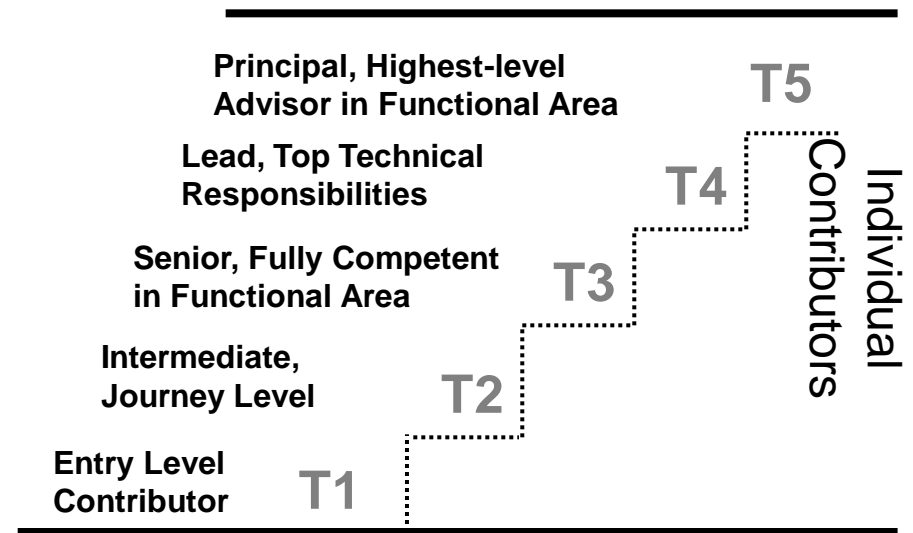 Principal, Highest-level
Advisor in Functional Area
T5
Lead, Top Technical
Responsibilities
T4
Senior, Fully Competent
in Functional Area
T3
Intermediate,
Journey Level
T2
Entry Level
Contributor
T1
Individual
Contributors